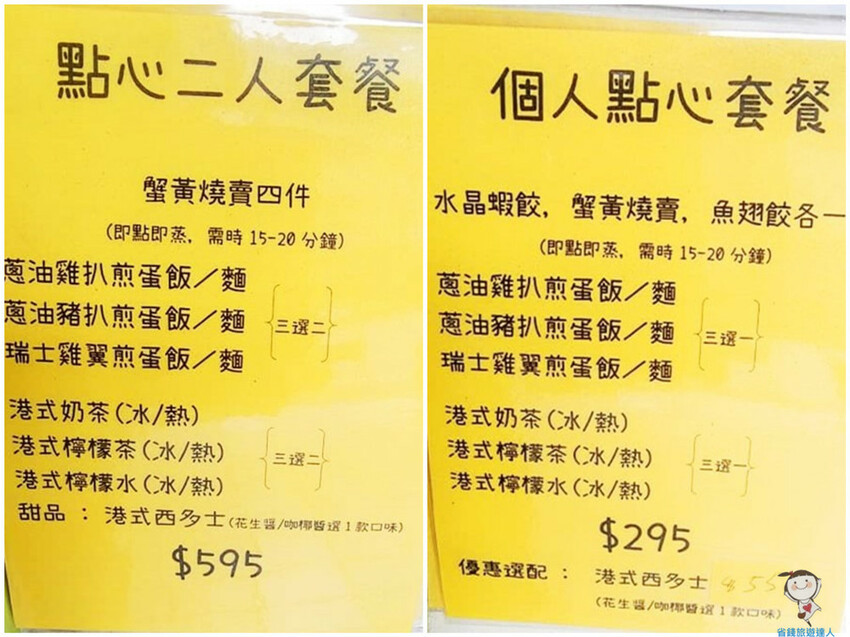 點心二人套餐
蟹黃燒賣四件
(即點即蒸，需時15-20分鐘)
蔥油雞扒煎蛋飯／麵
蔥油豬扒煎蛋飯／麵
瑞士雞翼煎蛋飯／麵
三選二
港式奶茶(冰/熱)
港式檸檬茶(冰/熱)
港式檸檬水(冰/熱)
三選二
甜品：港式西多士(花生醬/咖椰醬選1款口味)
$595
個人點心套餐
水晶蝦餃，蟹黃燒賣，魚翅餃各一
(即點即蒸，需時15-20分鐘)
蔥油雞扒煎蛋飯／麵
蔥油豬扒煎蛋飯／麵
瑞士雞翼煎蛋飯／麵
三選一
港式奶茶(冰/熱)
港式檸檬茶(冰/熱)
港式檸檬水(冰/熱)
三選一
$295
優惠選配：港式西多士 $55
(花生醬/咖椰醬選1款口味)
省錢旅遊達人